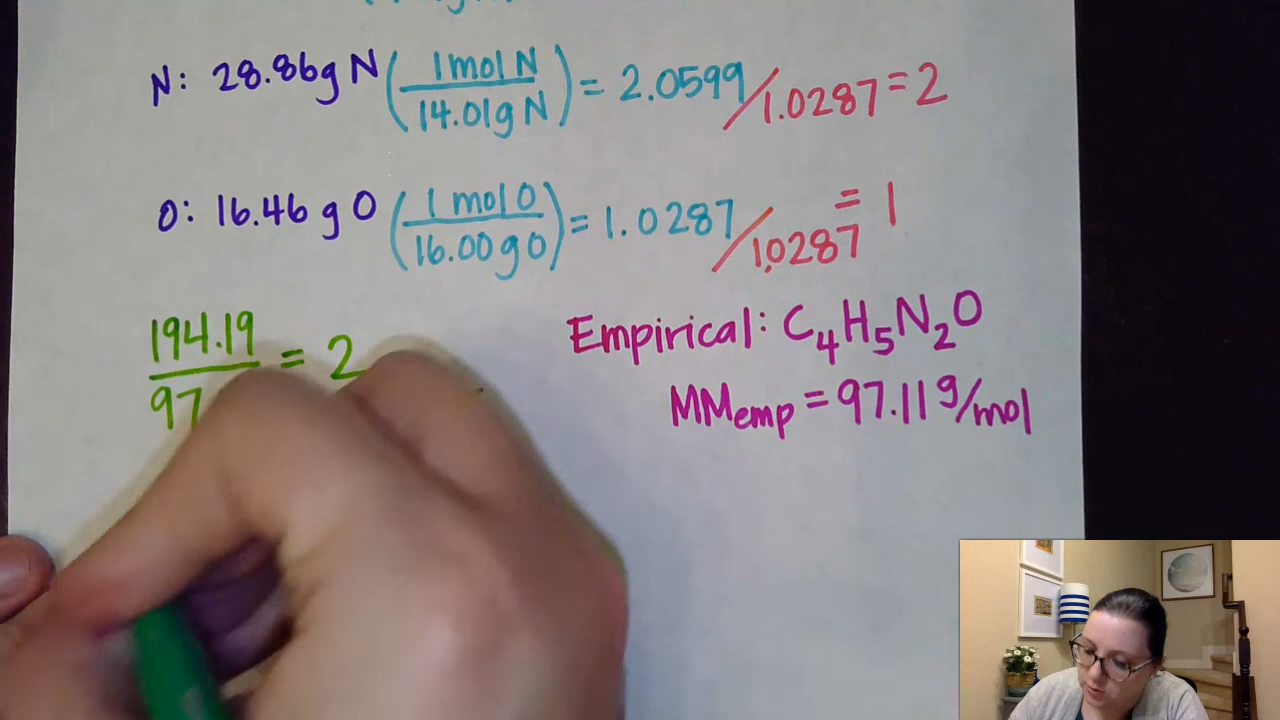 N: 28.86g N (1 mol N / 14.01g N) = 2.0599 / 1.0287 = 2
O: 16.46 g O (1 mol O / 16.00 g O) = 1.0287 / 1.0287 = 1
194.19 / 97 = 2
Empirical: C4H5N2O
MMemp = 97.11 g/mol